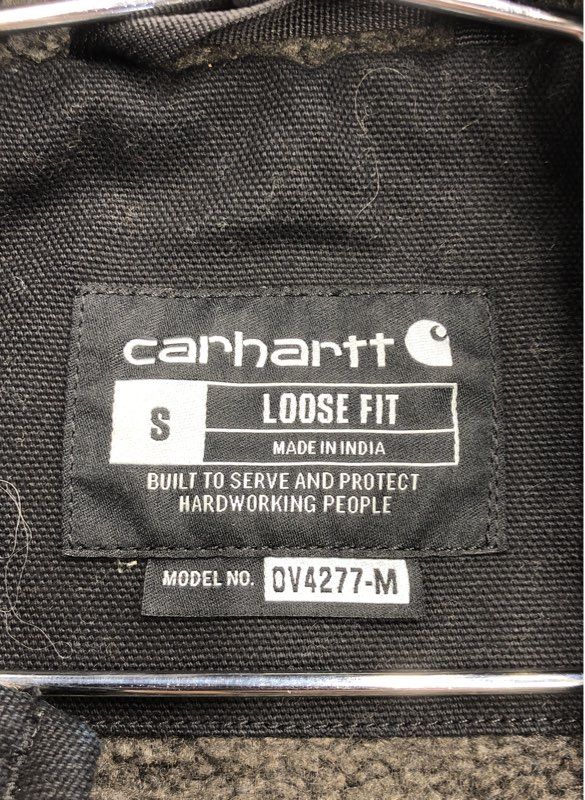 carhartt
S
LOOSE FIT
MADE IN INDIA
BUILT TO SERVE AND PROTECT
HARDWORKING PEOPLE
MODEL NO. OV4277-M